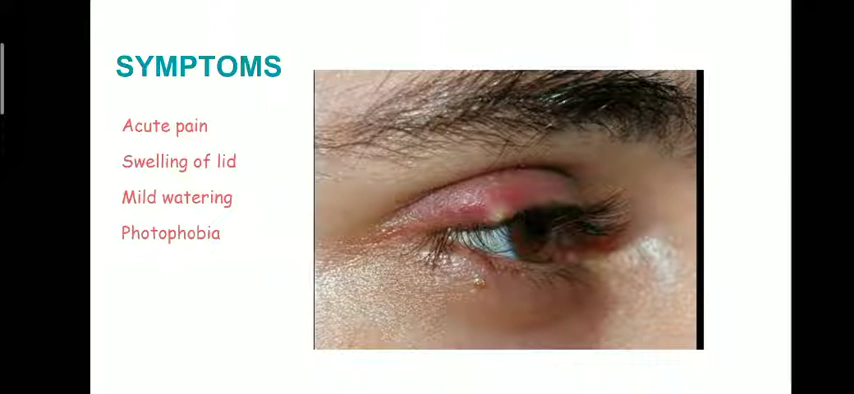 SYMPTOMS
Acute pain
Swelling of lid
Mild watering
Photophobia